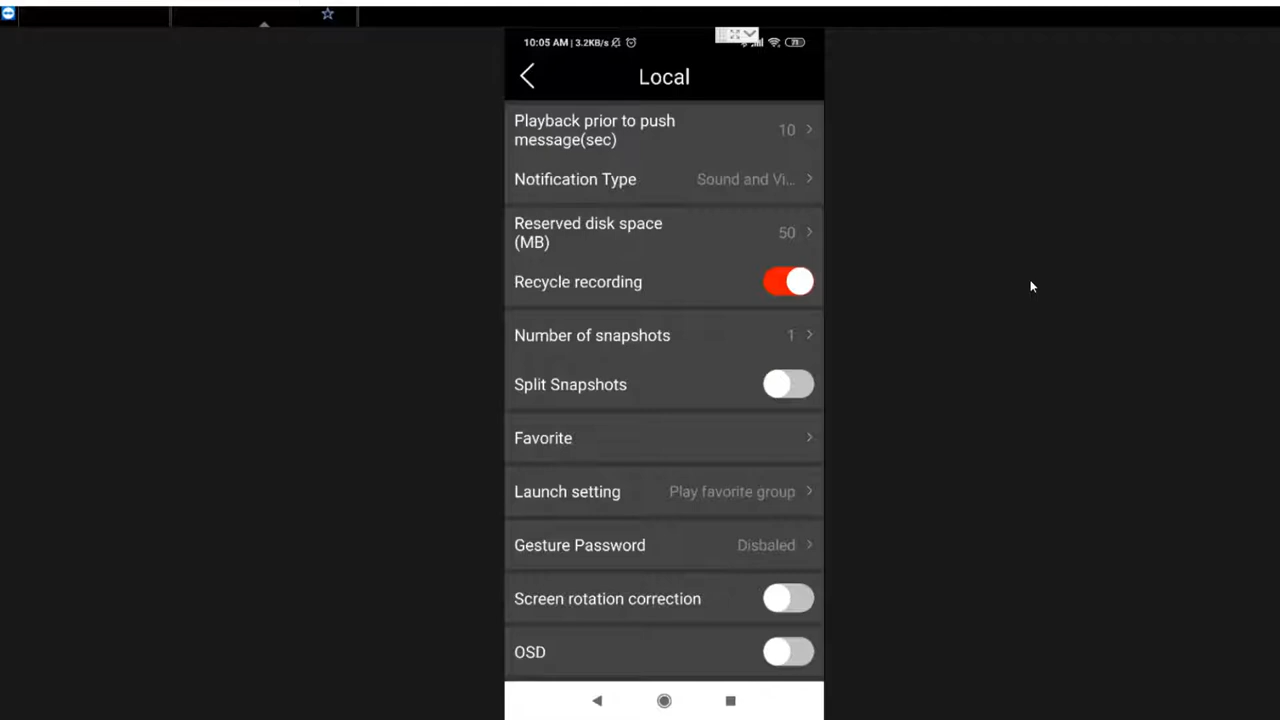 10:05 AM | 3.2KB/s
Local
Playback prior to push
message(sec)
10
Notification Type
Sound and Vi...
Reserved disk space
(MB)
50
Recycle recording
Number of snapshots
1
Split Snapshots
Favorite
Launch setting
Play favorite group
Gesture Password
Disbaled
Screen rotation correction
OSD